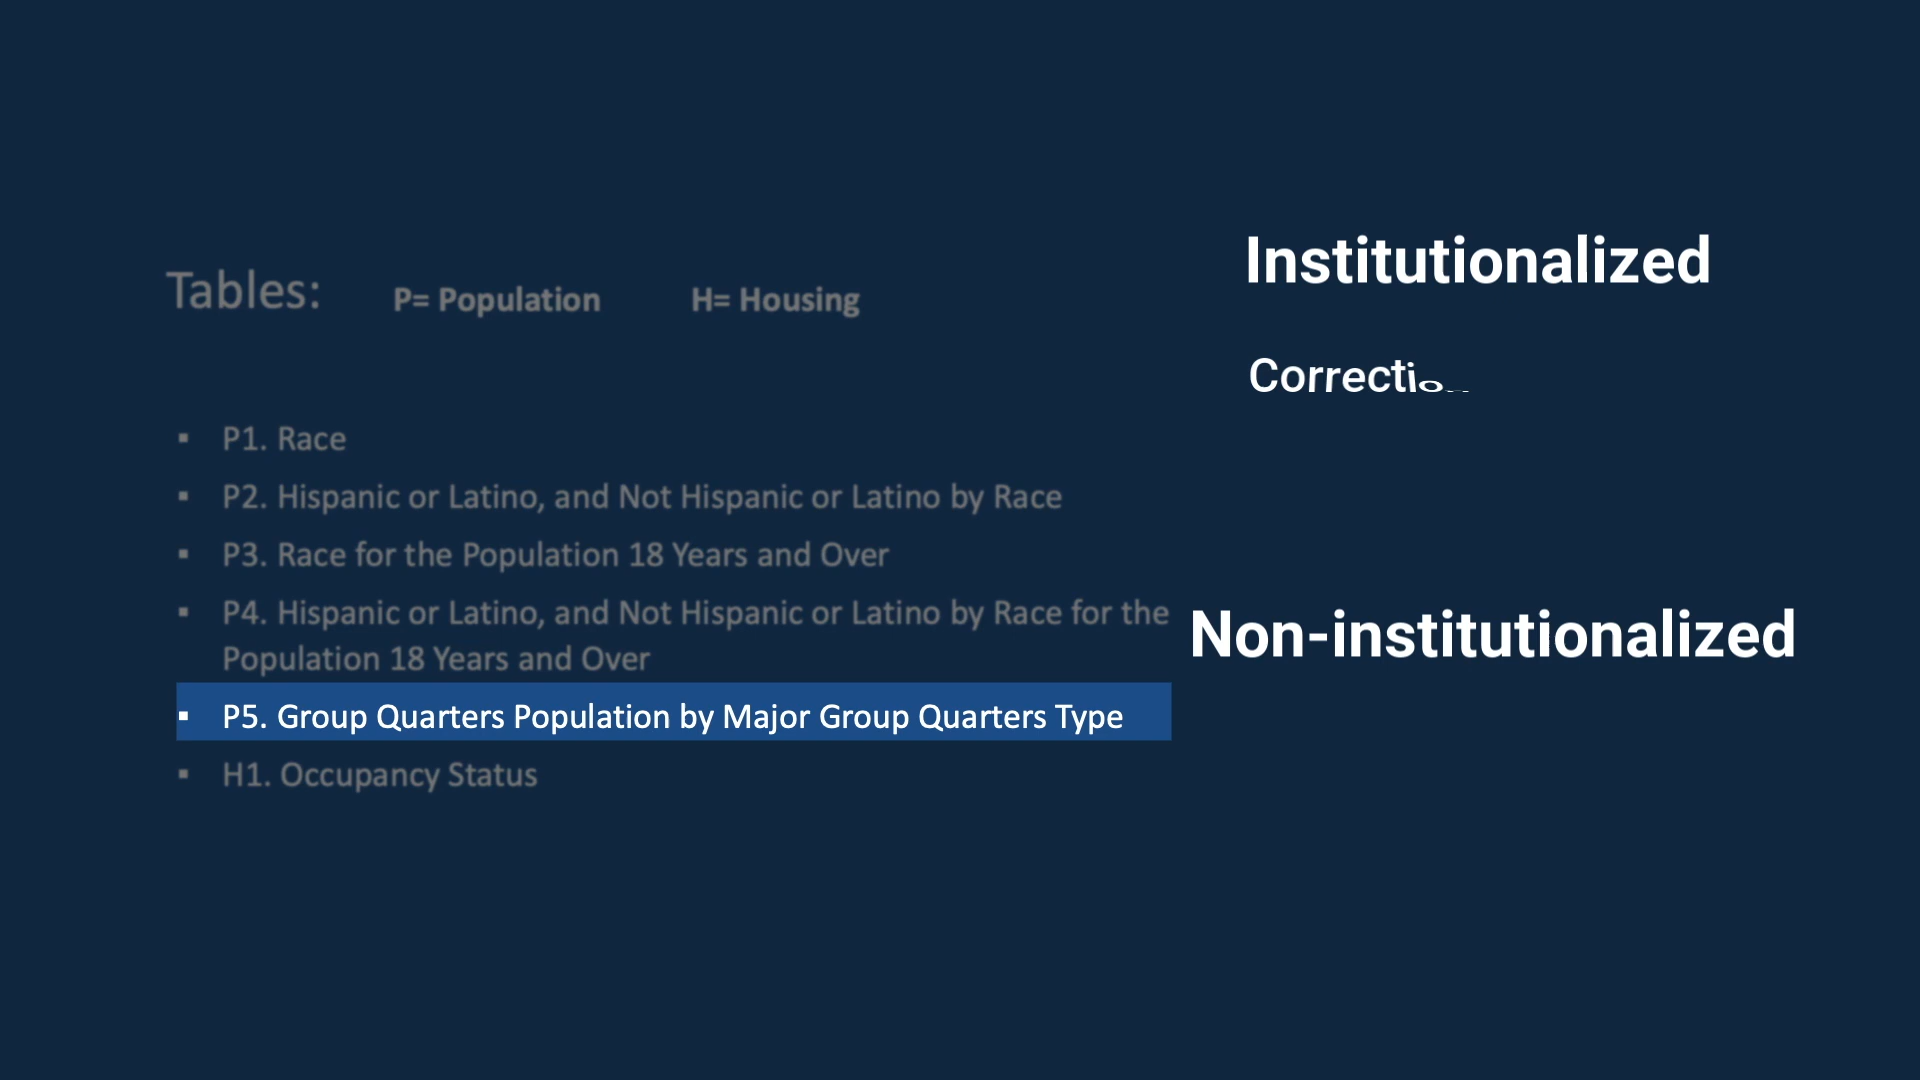 Tables: P= Population H= Housing
▪ P1. Race
▪ P2. Hispanic or Latino, and Not Hispanic or Latino by Race
▪ P3. Race for the Population 18 Years and Over
▪ P4. Hispanic or Latino, and Not Hispanic or Latino by Race for the
Population 18 Years and Over
▪ P5. Group Quarters Population by Major Group Quarters Type
▪ H1. Occupancy Status
Institutionalized
Non-institutionalized